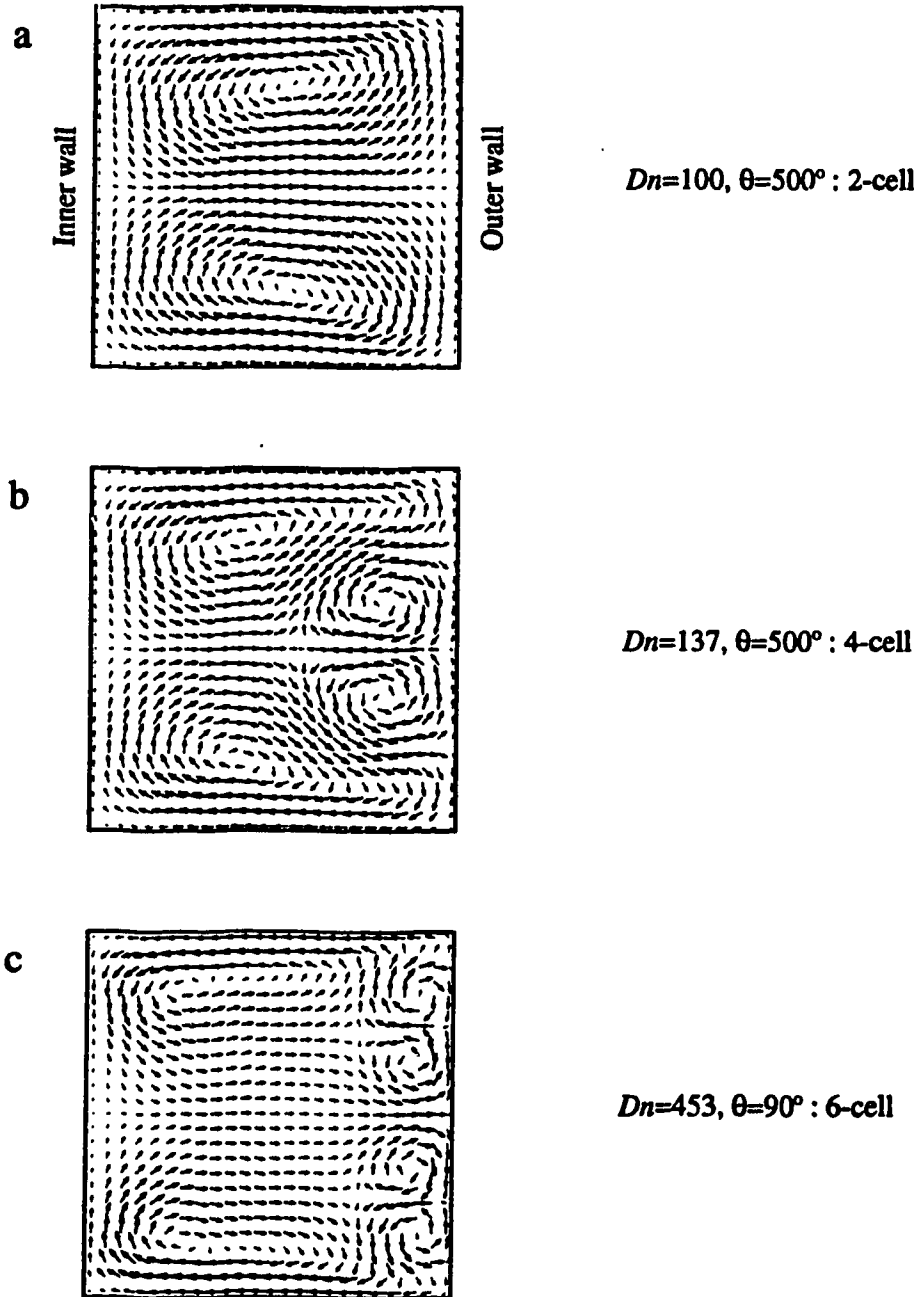 a
Inner wall
Outer wall
Dn=100, θ=500° : 2-cell
b
Dn=137, θ=500° : 4-cell
c
Dn=453, θ=90° : 6-cell